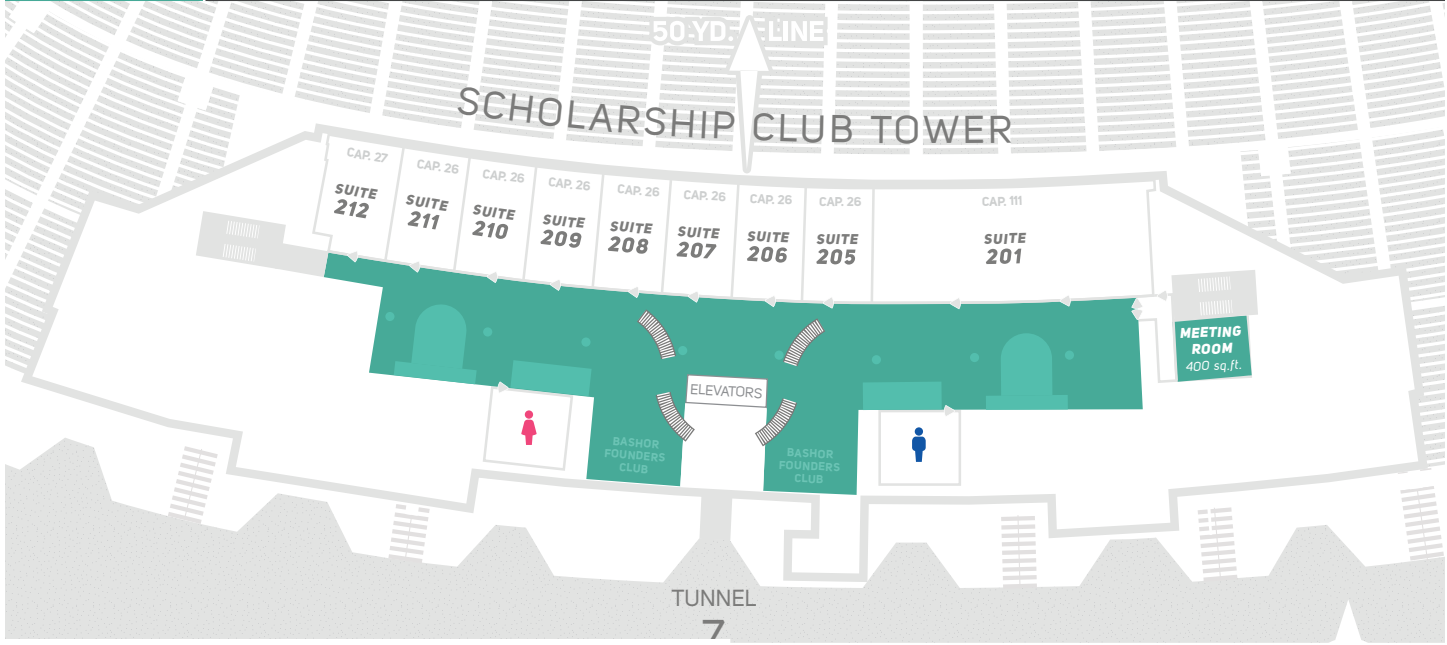 50 YD. LINE
SCHOLARSHIP CLUB TOWER
CAP. 27
SUITE
212
CAP. 26
SUITE
211
CAP. 26
SUITE
210
CAP. 26
SUITE
209
CAP. 26
SUITE
208
CAP. 26
SUITE
207
CAP. 26
SUITE
206
CAP. 26
SUITE
205
CAP. 111
SUITE
201
MEETING
ROOM
400 sq.ft.
ELEVATORS
BASHOR
FOUNDERS
CLUB
BASHOR
FOUNDERS
CLUB
TUNNEL
7